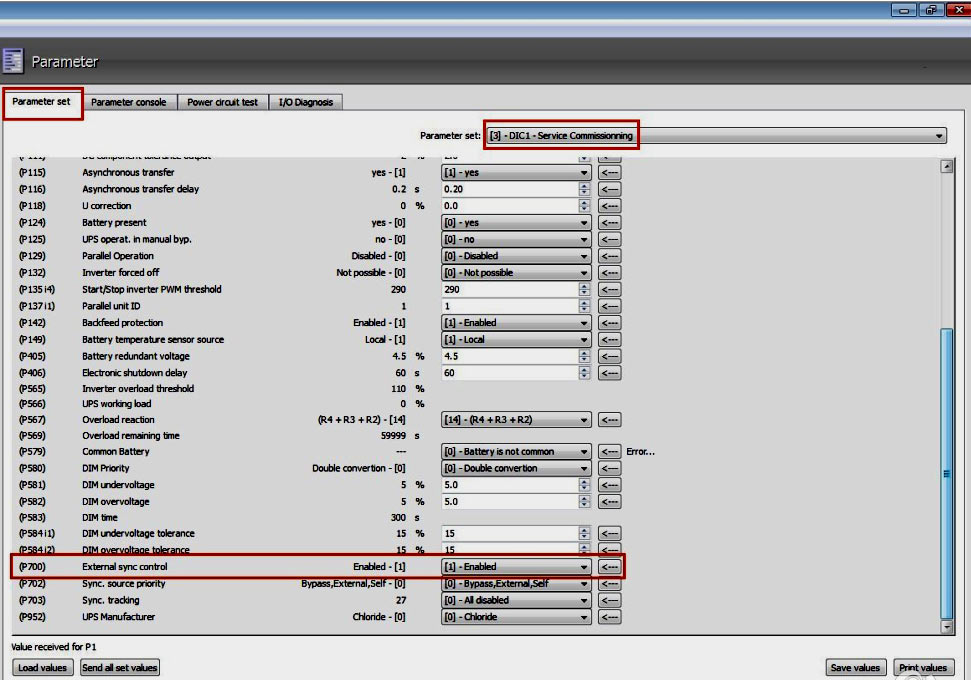 Parameter
Parameter set Parameter console Power circuit test I/O Diagnosis
Parameter set: [3] - DIC1 - Service Commissionning
(P115) Asynchronous transfer yes - [1] [1] - yes <---
(P116) Asynchronous transfer delay 0.2 s 0.20 <---
(P118) U correction 0 % 0.0 <---
(P124) Battery present yes - [0] [0] - yes <---
(P125) UPS operat. in manual byp. no - [0] [0] - no <---
(P129) Parallel Operation Disabled - [0] [0] - Disabled <---
(P132) Inverter forced off Not possible - [0] [0] - Not possible <---
(P135 i4) Start/Stop inverter PWM threshold 290 290 <---
(P137 i1) Parallel unit ID 1 1 <---
(P142) Backfeed protection Enabled - [1] [1] - Enabled <---
(P149) Battery temperature sensor source Local - [1] [1] - Local <---
(P405) Battery redundant voltage 4.5 % 4.5 <---
(P406) Electronic shutdown delay 60 s 60 <---
(P565) Inverter overload threshold 110 %
(P566) UPS working load 0 %
(P567) Overload reaction (R4 + R3 + R2) - [14] [14] - (R4 + R3 + R2) <---
(P569) Overload remaining time 59999 s
(P579) Common Battery --- [0] - Battery is not common <--- Error...
(P580) DIM Priority Double convertion - [0] [0] - Double convertion <---
(P581) DIM undervoltage 5 % 5.0 <---
(P582) DIM overvoltage 5 % 5.0 <---
(P583) DIM time 300 s
(P584 i1) DIM undervoltage tolerance 15 % 15 <---
(P584 i2) DIM overvoltage tolerance 15 % 15 <---
(P700) External sync control Enabled - [1] [1] - Enabled <---
(P702) Sync. source priority Bypass,External,Self - [0] [0] - Bypass,External,Self <---
(P703) Sync. tracking 27 [0] - All disabled <---
(P952) UPS Manufacturer Chloride - [0] [0] - Chloride <---
Value received for P1
Load values Send all set values Save values Print values